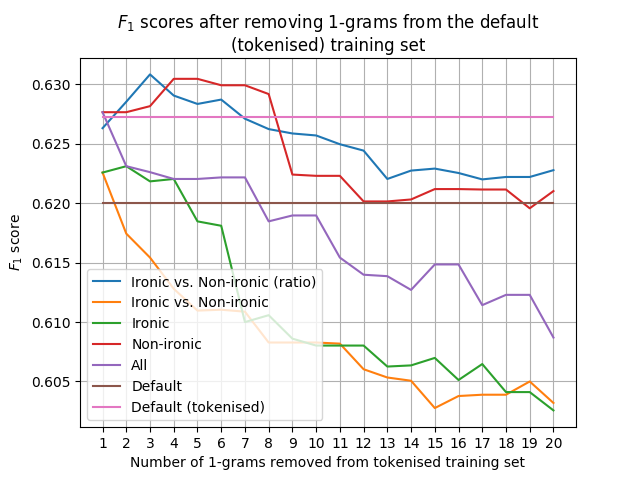 F1 scores after removing 1-grams from the default
(tokenised) training set
0.630
0.625
0.620
0.615
0.610
0.605
F1 score
Ironic vs. Non-ironic (ratio)
Ironic vs. Non-ironic
Ironic
Non-ironic
All
Default
Default (tokenised)
1 2 3 4 5 6 7 8 9 10 11 12 13 14 15 16 17 18 19 20
Number of 1-grams removed from tokenised training set